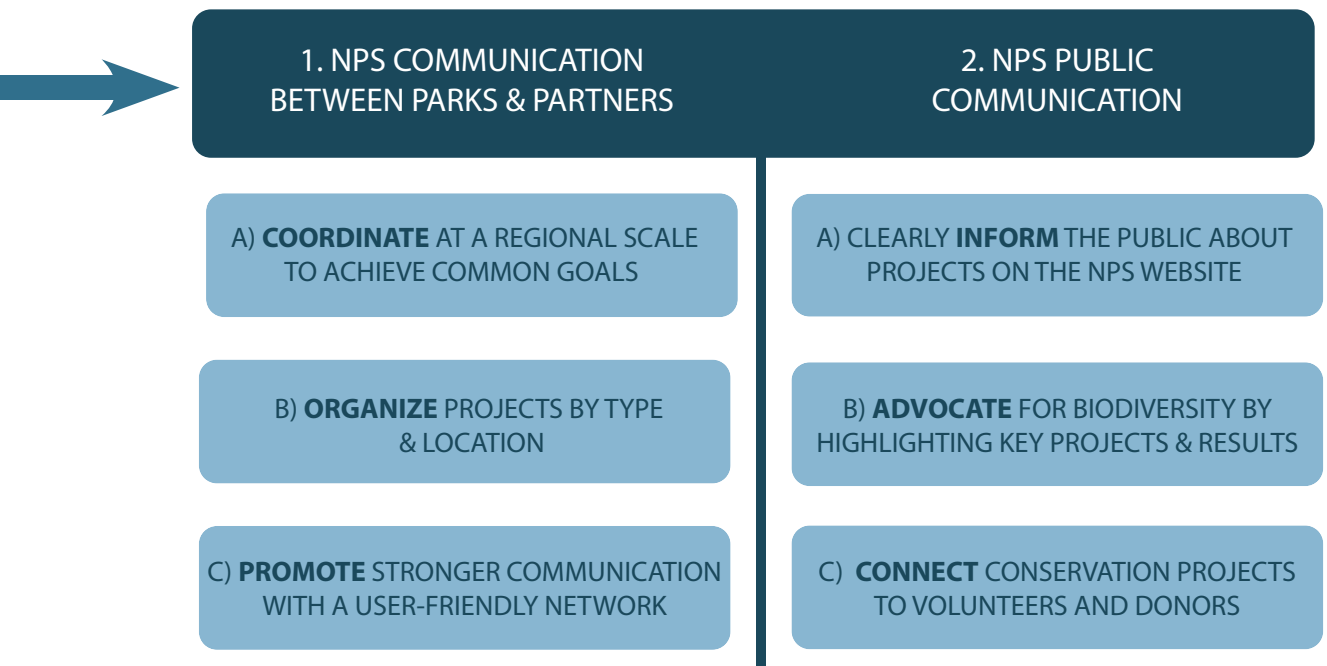 1. NPS COMMUNICATION
BETWEEN PARKS & PARTNERS
A) COORDINATE AT A REGIONAL SCALE
TO ACHIEVE COMMON GOALS
B) ORGANIZE PROJECTS BY TYPE
& LOCATION
C) PROMOTE STRONGER COMMUNICATION
WITH A USER-FRIENDLY NETWORK
2. NPS PUBLIC
COMMUNICATION
A) CLEARLY INFORM THE PUBLIC ABOUT
PROJECTS ON THE NPS WEBSITE
B) ADVOCATE FOR BIODIVERSITY BY
HIGHLIGHTING KEY PROJECTS & RESULTS
C) CONNECT CONSERVATION PROJECTS
TO VOLUNTEERS AND DONORS